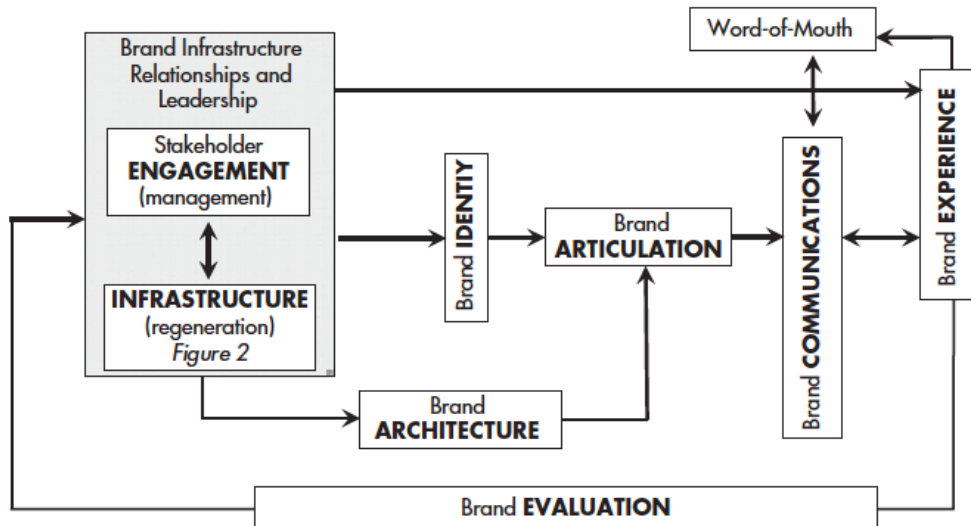 Brand Infrastructure
Relationships and
Leadership
Stakeholder
ENGAGEMENT
(management)
INFRASTRUCTURE
(regeneration)
Figure 2
Brand IDENTIY
Brand
ARCHITECTURE
Brand
ARTICULATION
Word-of-Mouth
Brand COMMUNICATIONS
Brand EXPERIENCE
Brand EVALUATION